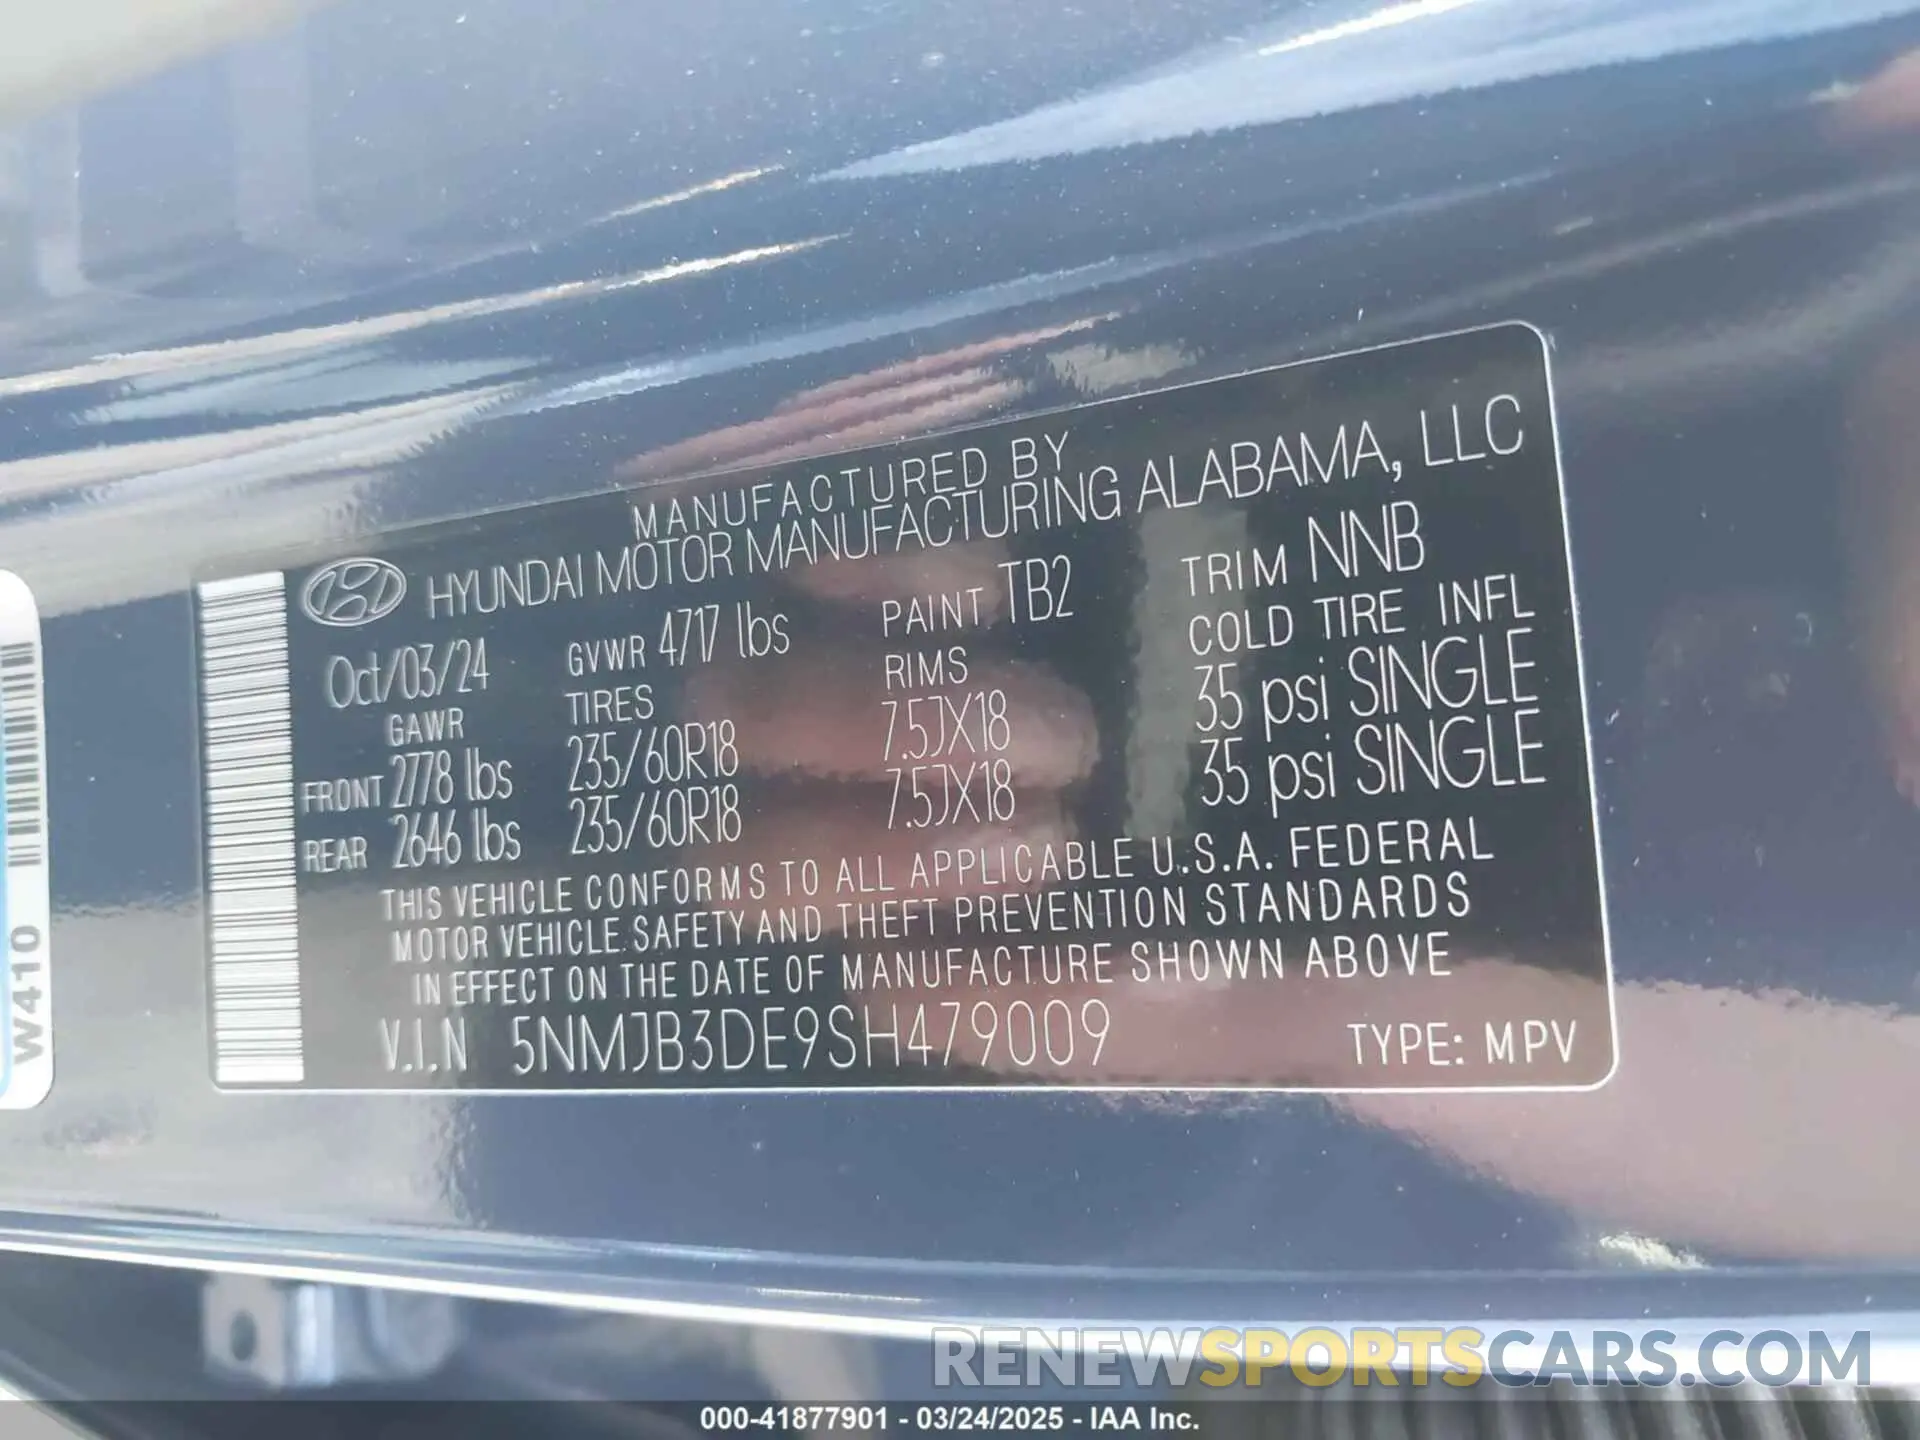 MANUFACTURED BY
HYUNDAI MOTOR MANUFACTURING ALABAMA, LLC
Oct/03/24 GVWR 4717 lbs PAINT TB2 TRIM NNB
GAWR TIRES RIMS COLD TIRE INFL
FRONT 2778 lbs 235/60R18 7.5JX18 35 psi SINGLE
REAR 2646 lbs 235/60R18 7.5JX18 35 psi SINGLE
THIS VEHICLE CONFORMS TO ALL APPLICABLE U.S.A. FEDERAL
MOTOR VEHICLE SAFETY AND THEFT PREVENTION STANDARDS
IN EFFECT ON THE DATE OF MANUFACTURE SHOWN ABOVE
V.I.N 5NMJB3DE9SH479009 TYPE: MPV
W410
RENEWSPORTSCARS.COM
000-41877901 - 03/24/2025 - IAA Inc.